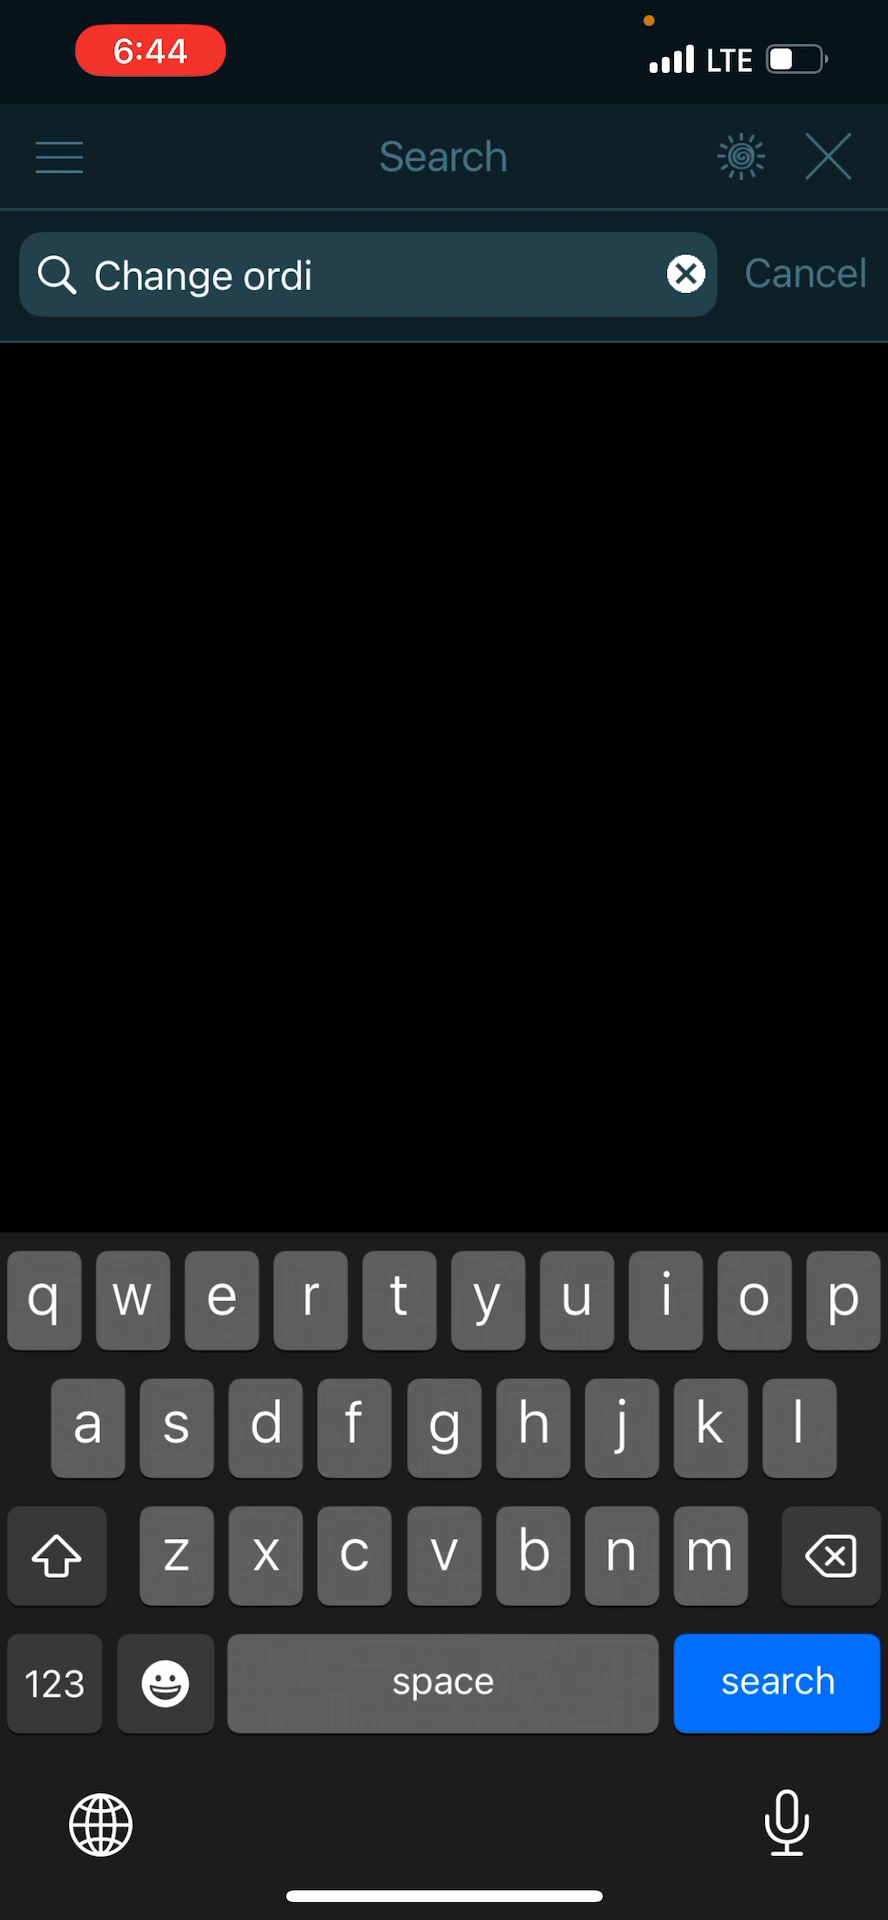 6:44 LTE
Search
Change ordi Cancel
q w e r t y u i o p
a s d f g h j k l
z x c v b n m
123 space search